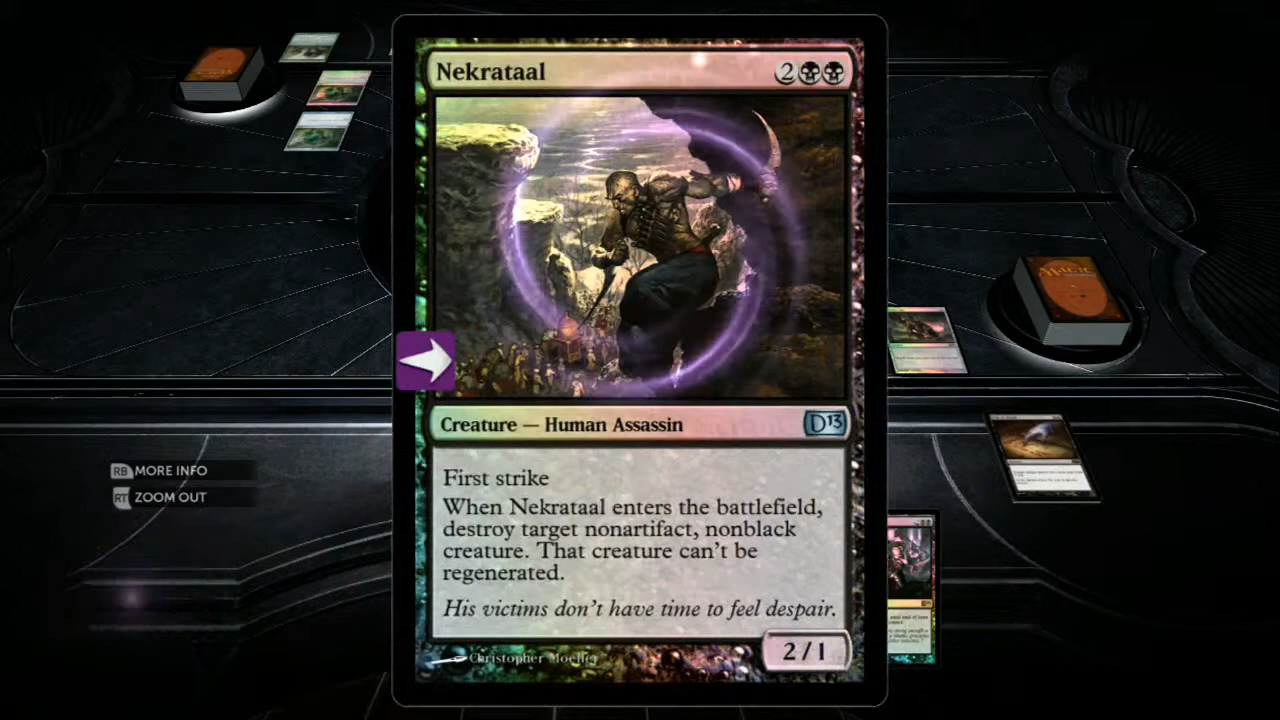 Nekrataal
2
Creature — Human Assassin
D13
First strike
When Nekrataal enters the battlefield,
destroy target nonartifact, nonblack
creature. That creature can't be
regenerated.
His victims don't have time to feel despair.
Christopher Moeller
2/1
RB MORE INFO
RT ZOOM OUT
MAGIC